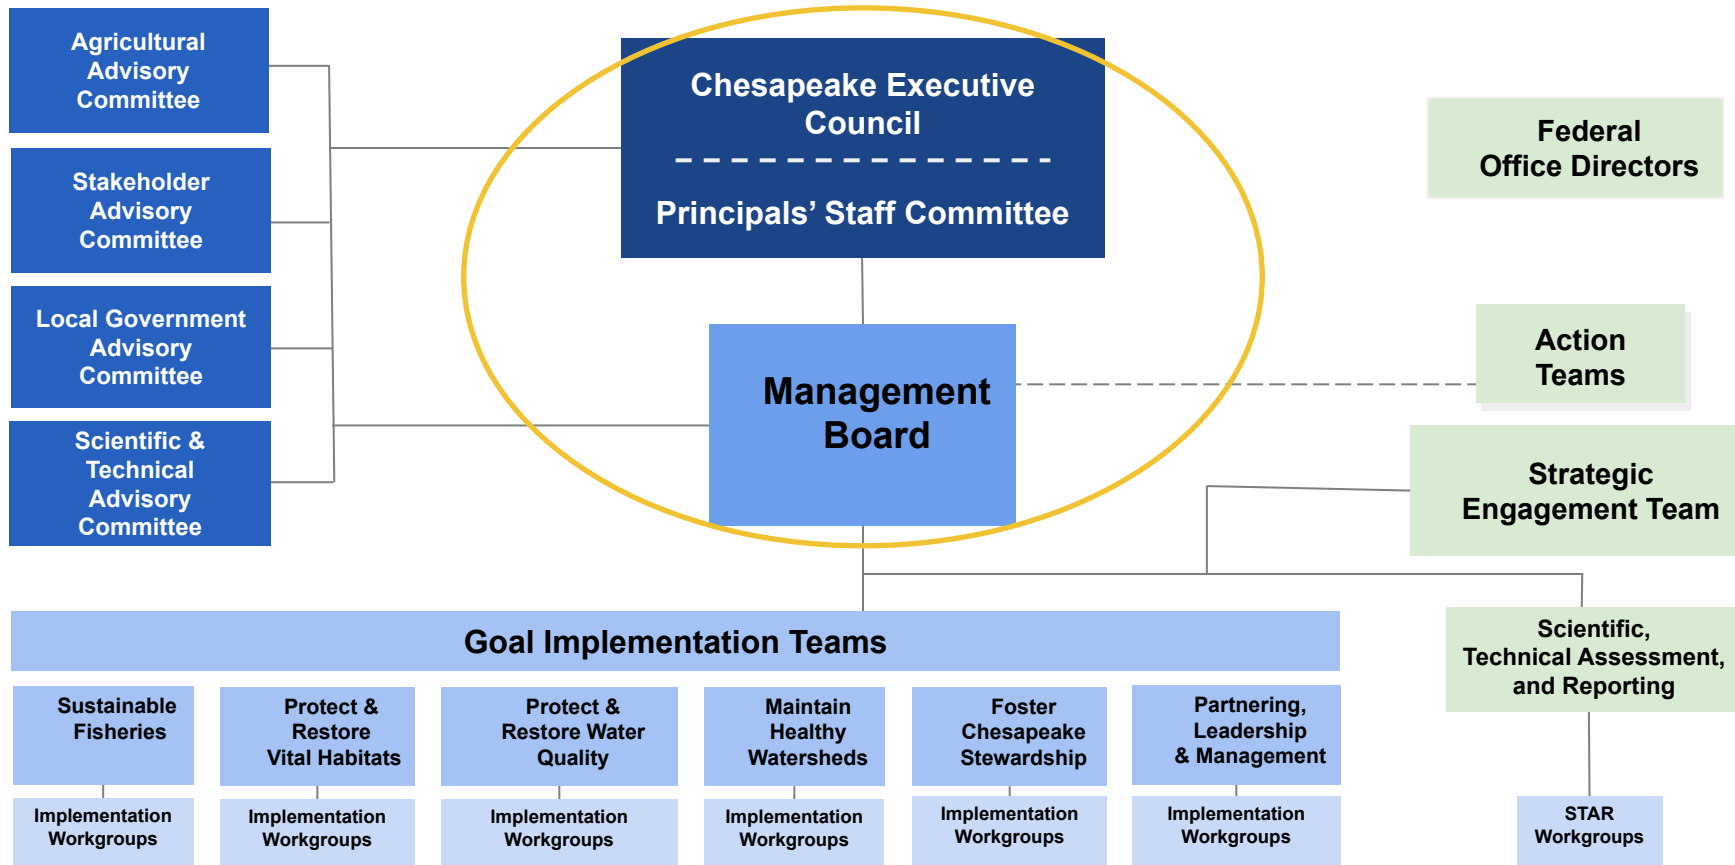 Agricultural
Advisory
Committee
Stakeholder
Advisory
Committee
Local Government
Advisory
Committee
Scientific &
Technical
Advisory
Committee
Chesapeake Executive
Council
Principals’ Staff Committee
Management
Board
Federal
Office Directors
Action
Teams
Strategic
Engagement Team
Goal Implementation Teams
Scientific,
Technical Assessment,
and Reporting
Sustainable
Fisheries
Protect &
Restore
Vital Habitats
Protect &
Restore Water
Quality
Maintain
Healthy
Watersheds
Foster
Chesapeake
Stewardship
Partnering,
Leadership
& Management
Implementation
Workgroups
Implementation
Workgroups
Implementation
Workgroups
Implementation
Workgroups
Implementation
Workgroups
Implementation
Workgroups
STAR
Workgroups